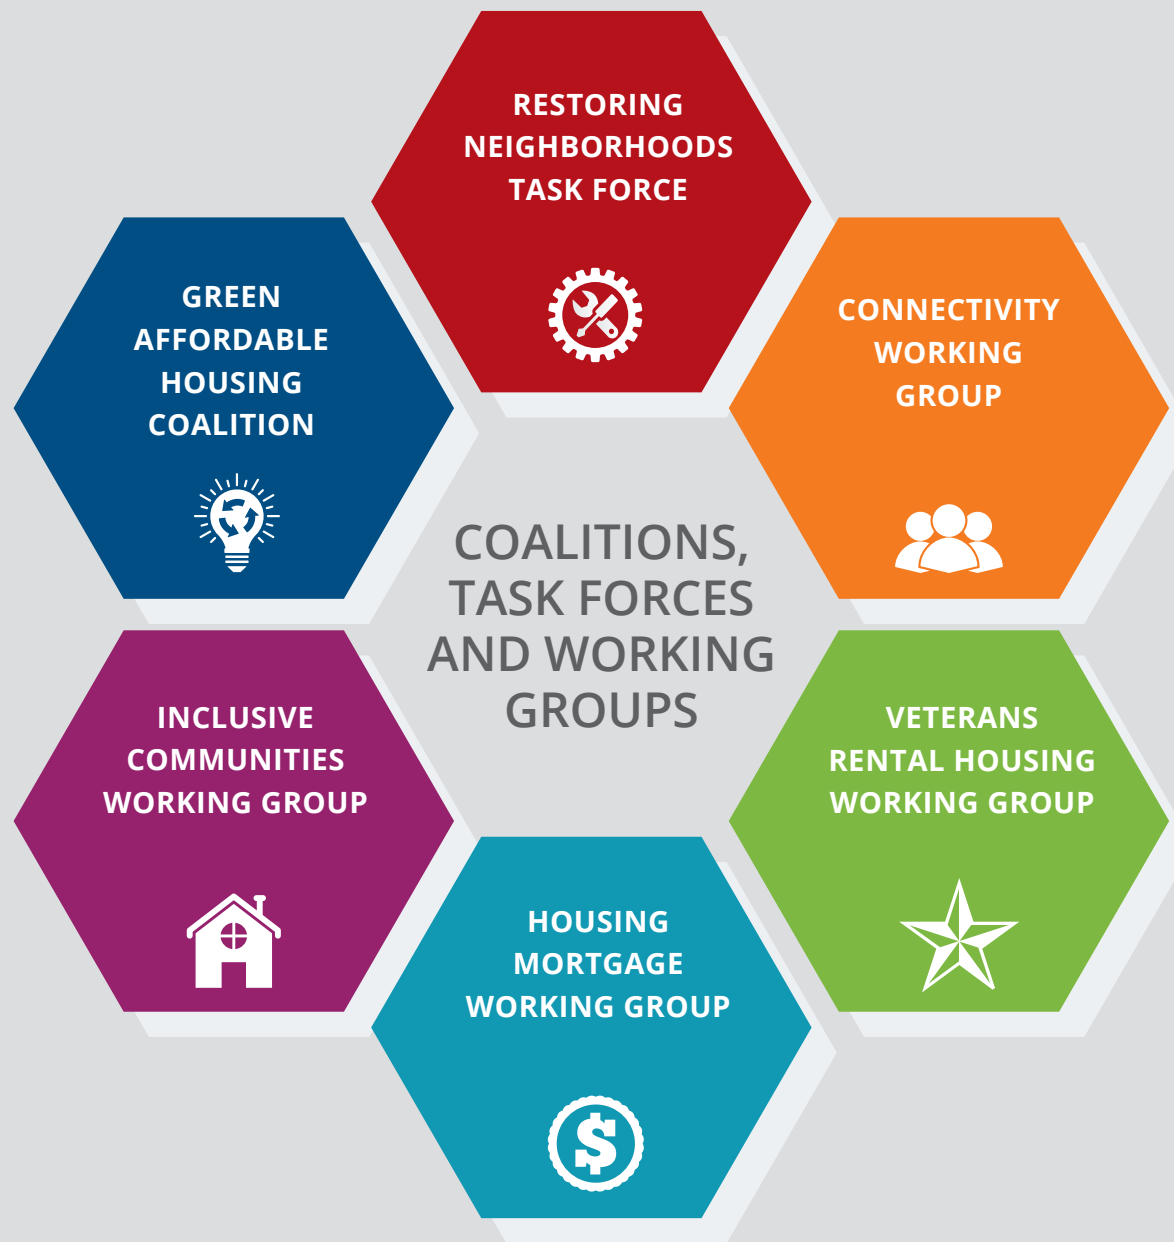 RESTORING
NEIGHBORHOODS
TASK FORCE
GREEN
AFFORDABLE
HOUSING
COALITION
CONNECTIVITY
WORKING
GROUP
COALITIONS,
TASK FORCES
AND WORKING
GROUPS
INCLUSIVE
COMMUNITIES
WORKING GROUP
VETERANS
RENTAL HOUSING
WORKING GROUP
HOUSING
MORTGAGE
WORKING GROUP
$